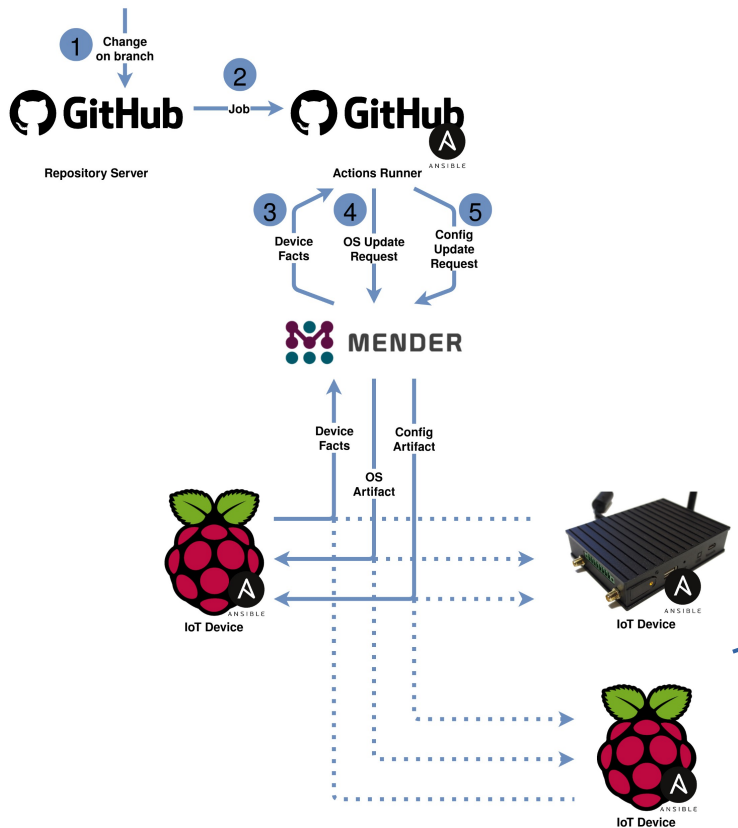 1
Change
on branch
2
GitHub
Job
GitHub
ANSIBLE
Repository Server
Actions Runner
3
4
5
Device
Facts
OS Update
Request
Config
Update
Request
MENDER
Device
Facts
Config
Artifact
OS
Artifact
ANSIBLE
IoT Device
ANSIBLE
IoT Device
ANSIBLE
IoT Device